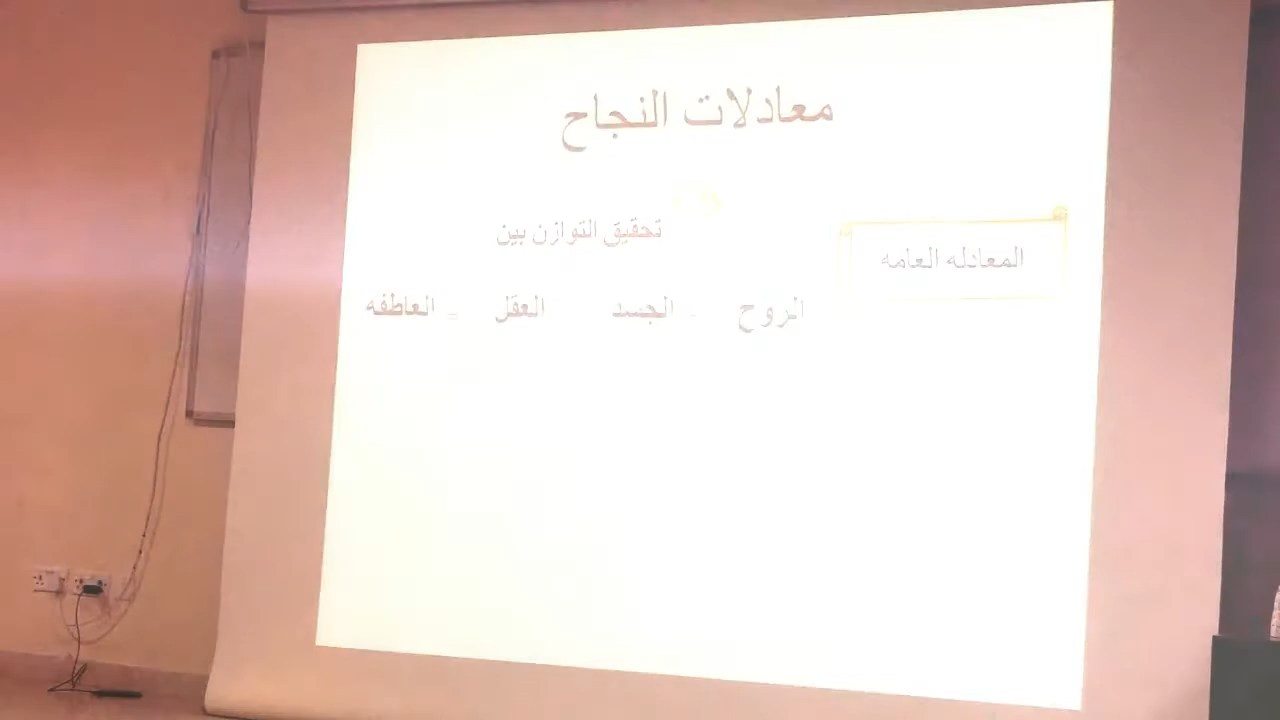 معادلات النجاح
المعادله العامه
تحقيق التوازن بين
الروح - الجسد العقل = العاطفه